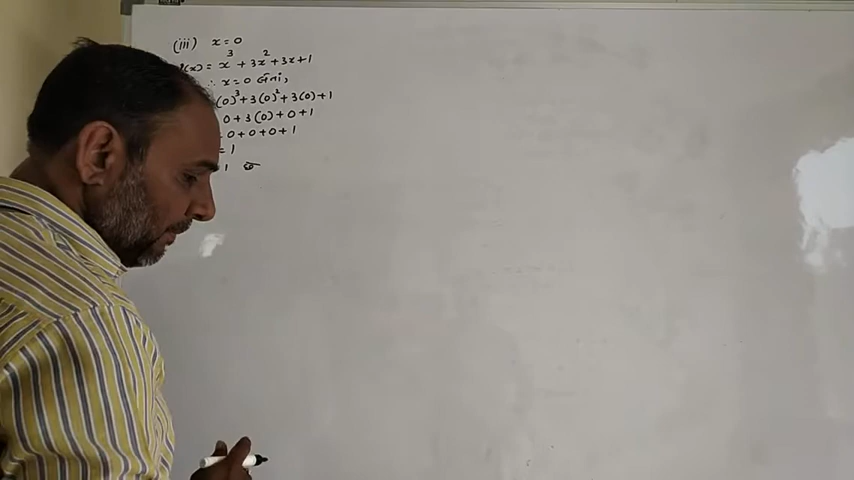 (iii) x = 0
(x) = x³ + 3x² + 3x + 1
∴ x = 0 લેતાં,
(0)³ + 3(0)² + 3(0) + 1
0 + 3(0) + 0 + 1
0 + 0 + 0 + 1
= 1
1